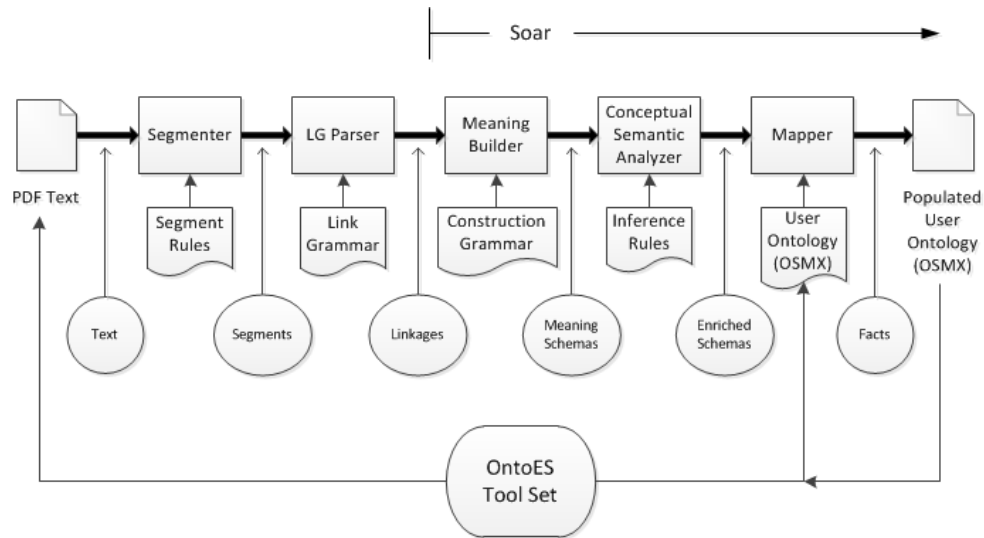 Soar
PDF Text
Segmenter
LG Parser
Meaning
Builder
Conceptual
Semantic
Analyzer
Mapper
Populated
User
Ontology
(OSMX)
Segment
Rules
Link
Grammar
Construction
Grammar
Inference
Rules
User
Ontology
(OSMX)
Text
Segments
Linkages
Meaning
Schemas
Enriched
Schemas
Facts
OntoES
Tool Set